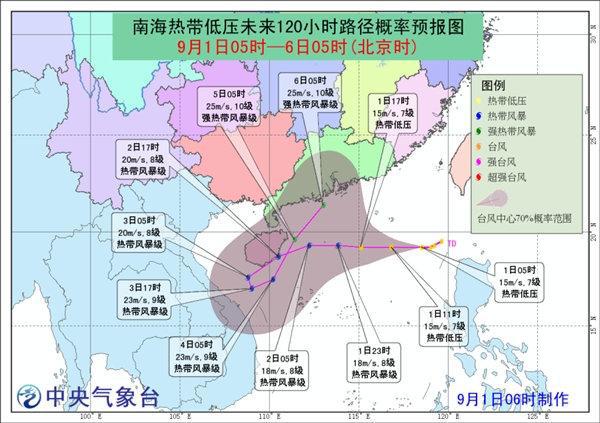 南海热带低压未来120小时路径概率预报图
9月1日05时—6日05时(北京时)
图例
热带低压
热带风暴
强热带风暴
台风
强台风
超强台风
台风中心70%概率范围
6日05时
25m/s,10级
强热带风暴级
5日05时
25m/s,10级
强热带风暴级
1日17时
15m/s,7级
热带低压
2日17时
20m/s,8级
热带风暴级
3日05时
20m/s,8级
热带风暴级
3日17时
23m/s,9级
热带风暴级
4日05时
23m/s,9级
热带风暴级
2日05时
18m/s,8级
热带风暴级
1日23时
18m/s,8级
热带风暴级
1日11时
15m/s,7级
热带低压
1日05时
15m/s,7级
热带低压
TD
30°N
25°N
20°N
15°N
中央气象台
9月1日06时制作
100°E
105°E
110°E
115°E
120°E